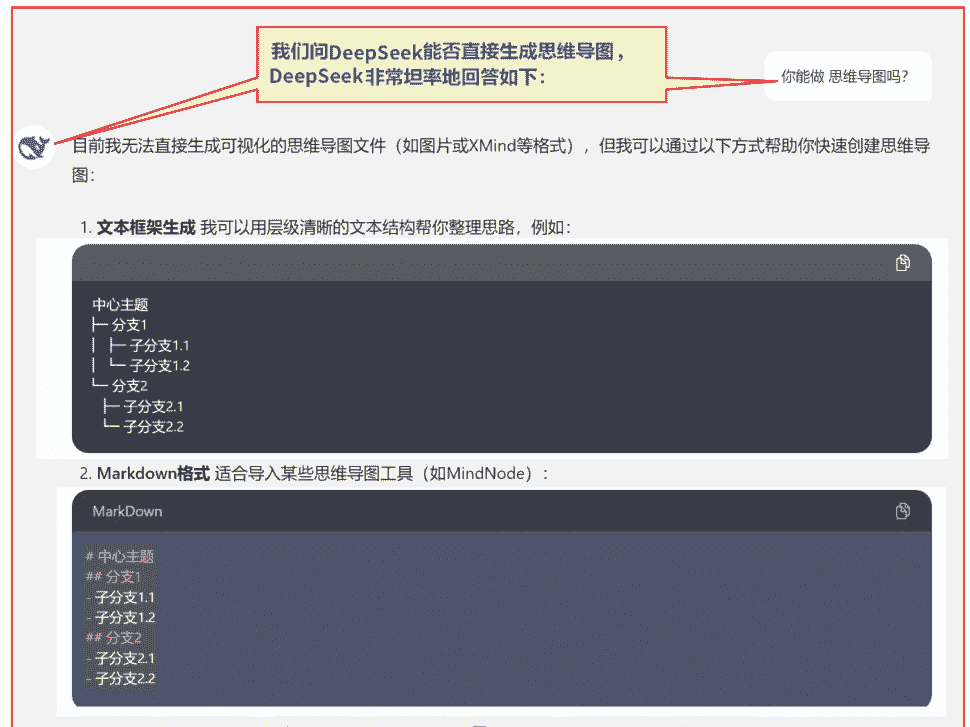 我们问DeepSeek能否直接生成思维导图，
DeepSeek非常坦率地回答如下：
你能做 思维导图吗？
目前我无法直接生成可视化的思维导图文件（如图片或XMind等格式），但我可以通过以下方式帮助你快速创建思维导
图：
1. 文本框架生成 我可以用层级清晰的文本结构帮你整理思路，例如：
中心主题
├─ 分支1
│ ├─ 子分支1.1
│ └─ 子分支1.2
└─ 分支2
├─ 子分支2.1
└─ 子分支2.2
2. Markdown格式 适合导入某些思维导图工具（如MindNode）：
MarkDown
# 中心主题
## 分支1
- 子分支1.1
- 子分支1.2
## 分支2
- 子分支2.1
- 子分支2.2